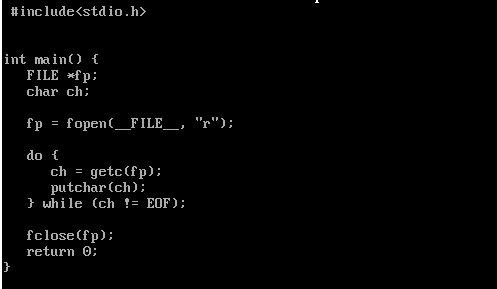 #include<stdio.h>
int main() {
FILE *fp;
char ch;
fp = fopen(__FILE__, "r");
do {
ch = getc(fp);
putchar(ch);
} while (ch != EOF);
fclose(fp);
return 0;
}